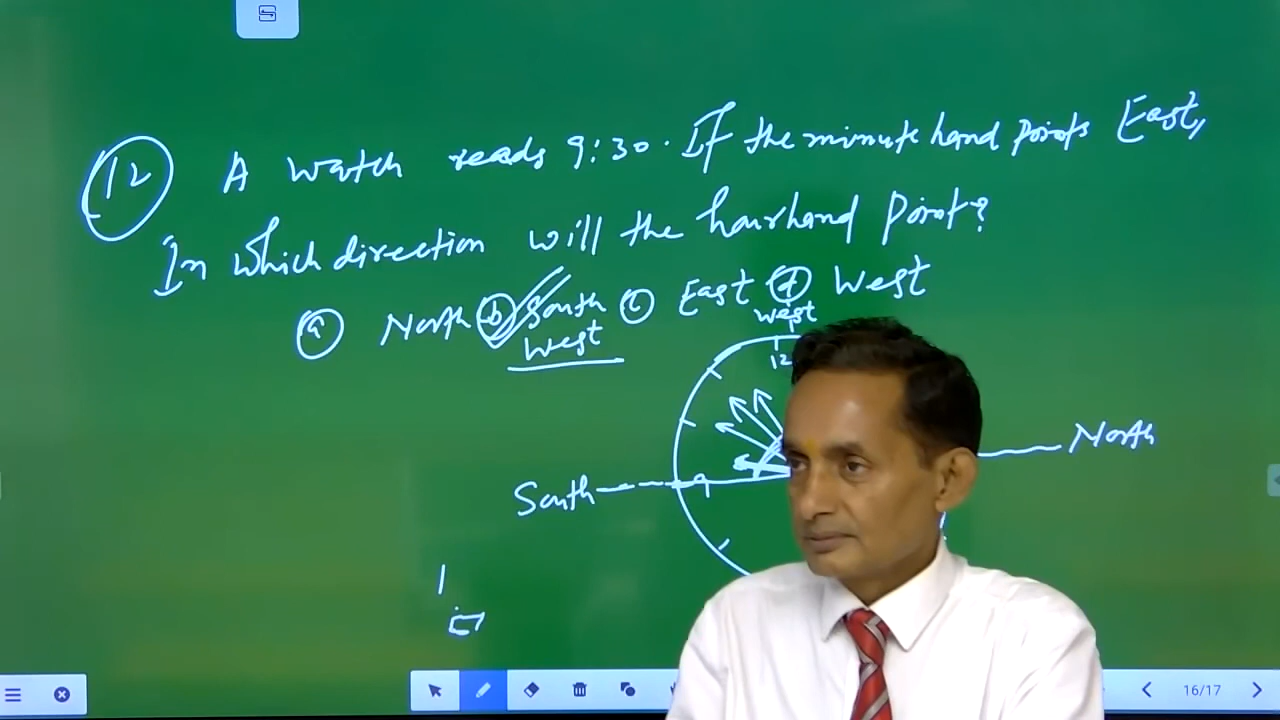 12 A watch reads 9:30. If the minute hand points East,
In which direction will the hourhand point?
a North b South West c East d West
West
12
North
South 9
16/17